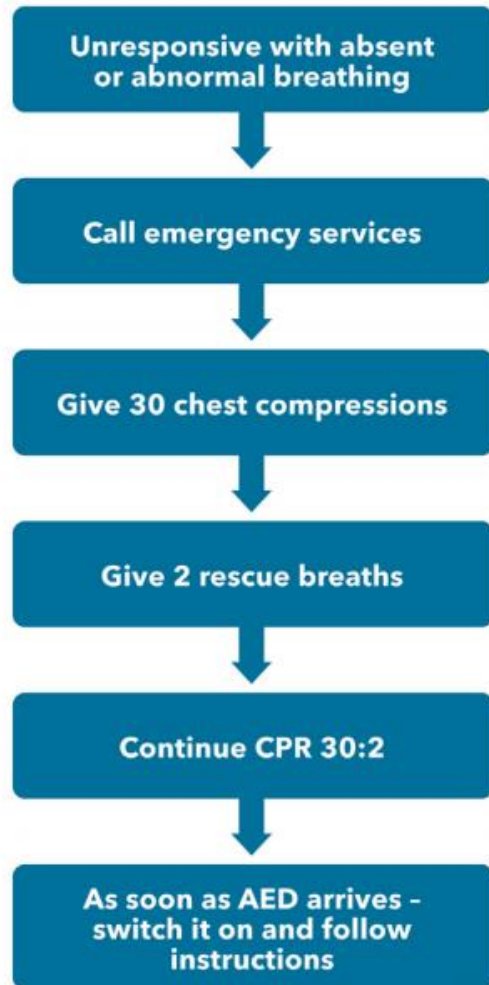 Unresponsive with absent
or abnormal breathing
Call emergency services
Give 30 chest compressions
Give 2 rescue breaths
Continue CPR 30:2
As soon as AED arrives –
switch it on and follow
instructions